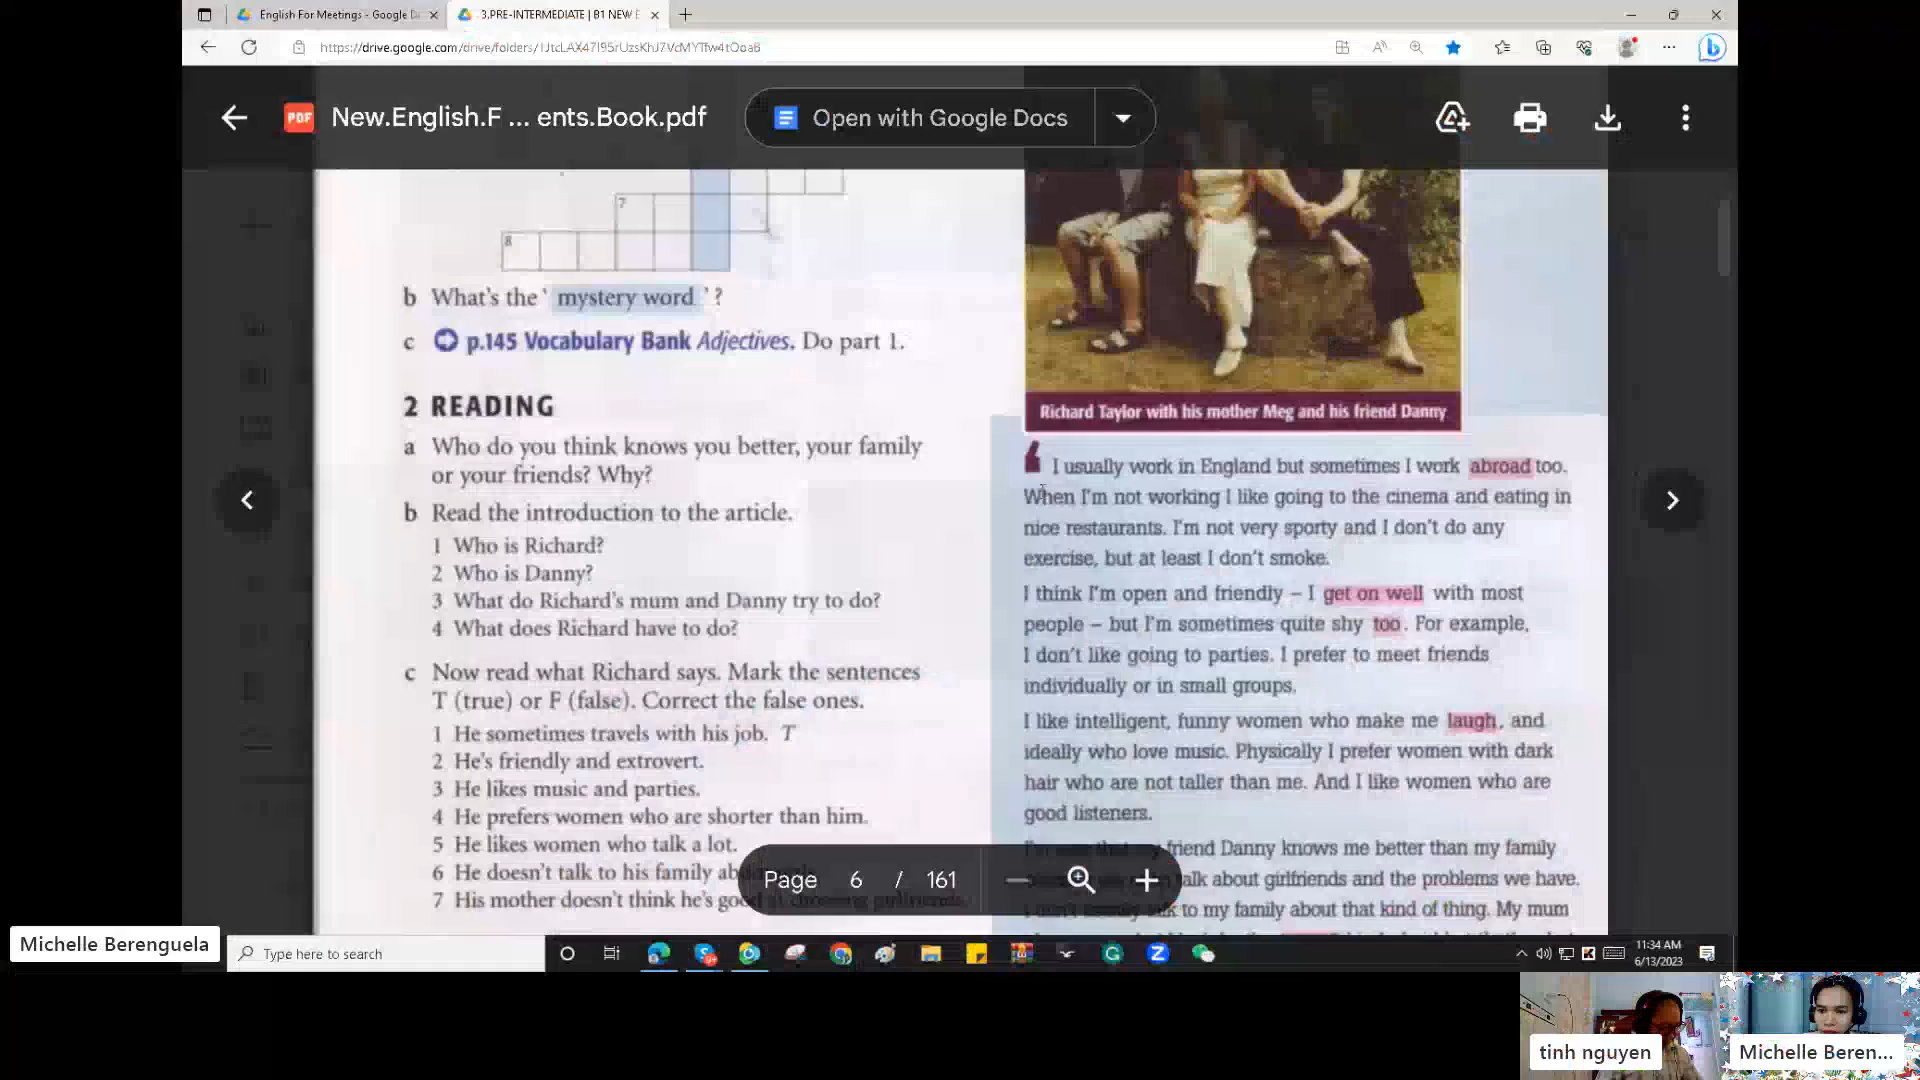 English For Meetings - Google D
3.PRE-INTERMEDIATE | B1 NEW E
https://drive.google.com/drive/folders/
PDF
New.English.F ... ents.Book.pdf
Open with Google Docs
7
8
b What's the ' mystery word ' ?
c p.145 Vocabulary Bank Adjectives. Do part 1.
2 READING
a Who do you think knows you better, your family
or your friends? Why?
b Read the introduction to the article.
1 Who is Richard?
2 Who is Danny?
3 What do Richard's mum and Danny try to do?
4 What does Richard have to do?
c Now read what Richard says. Mark the sentences
T (true) or F (false). Correct the false ones.
1 He sometimes travels with his job. T
2 He's friendly and extrovert.
3 He likes music and parties.
4 He prefers women who are shorter than him.
5 He likes women who talk a lot.
6 He doesn't talk to his family
7 His mother doesn't think he's good at choosing girlfriends.
Richard Taylor with his mother Meg and his friend Danny
I usually work in England but sometimes I work abroad too.
When I'm not working I like going to the cinema and eating in
nice restaurants. I'm not very sporty and I don't do any
exercise, but at least I don't smoke.
I think I'm open and friendly – I get on well with most
people – but I'm sometimes quite shy too. For example,
I don't like going to parties. I prefer to meet friends
individually or in small groups.
I like intelligent, funny women who make me laugh, and
ideally who love music. Physically I prefer women with dark
hair who are not taller than me. And I like women who are
good listeners.
friend Danny knows me better than my family
talk about girlfriends and the problems we have.
to my family about that kind of thing. My mum
Page 6 / 161
Michelle Berenguela
Type here to search
11:34 AM
6/13/2023
tinh nguyen
Michelle Beren...